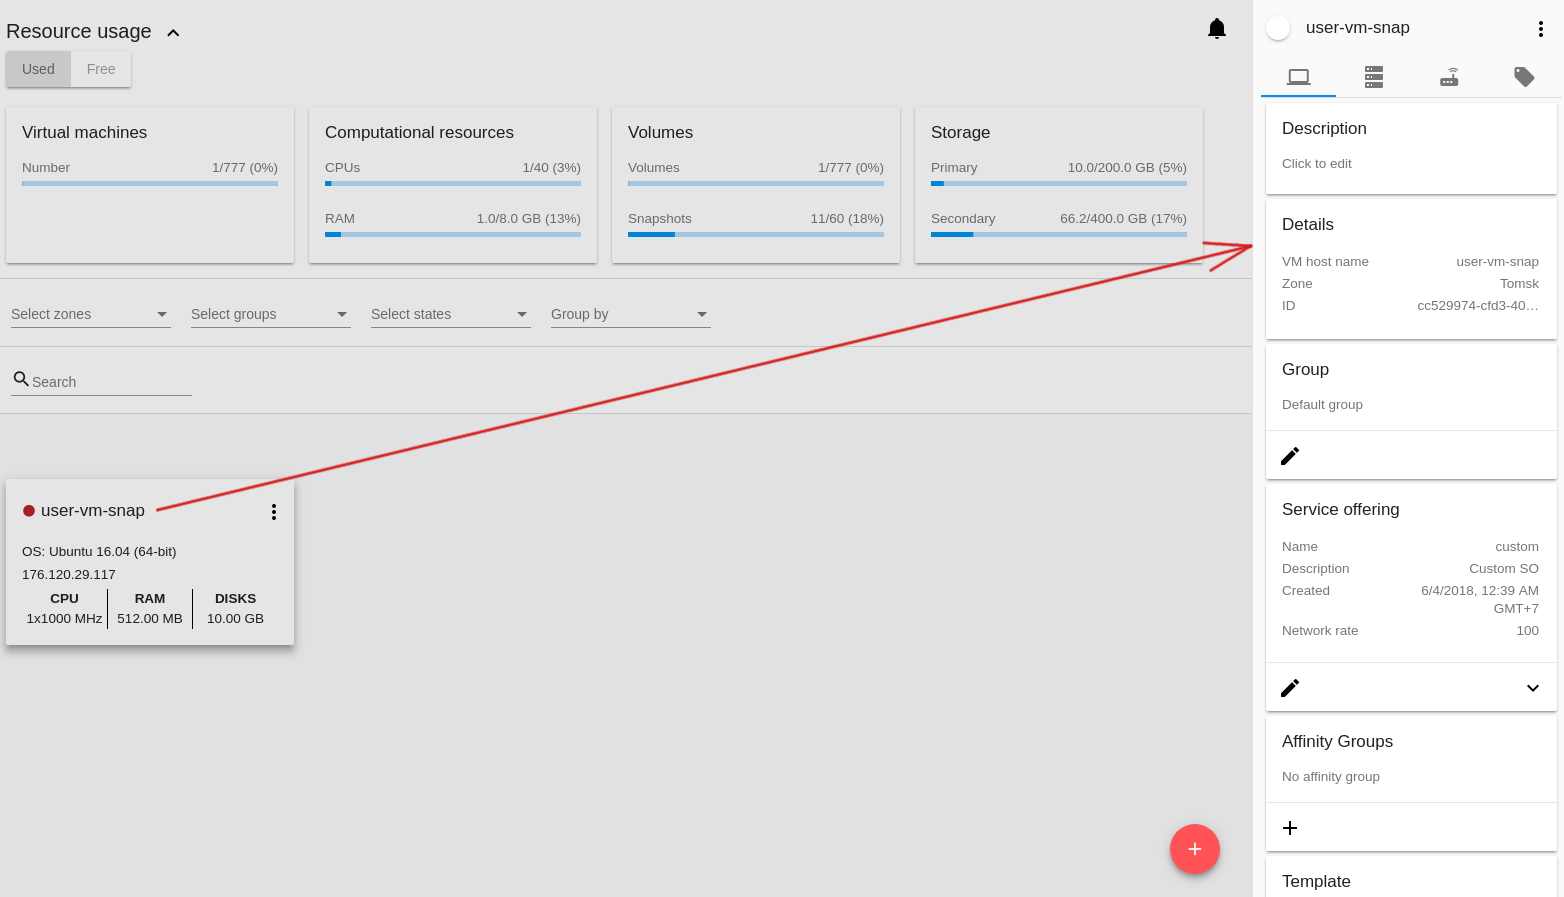 Resource usage
Used Free
Virtual machines
Number 1/777 (0%)
Computational resources
CPUs 1/40 (3%)
RAM 1.0/8.0 GB (13%)
Volumes
Volumes 1/777 (0%)
Snapshots 11/60 (18%)
Storage
Primary 10.0/200.0 GB (5%)
Secondary 66.2/400.0 GB (17%)
Select zones Select groups Select states Group by
Search
user-vm-snap
OS: Ubuntu 16.04 (64-bit)
176.120.29.117
CPU RAM DISKS
1x1000 MHz 512.00 MB 10.00 GB
user-vm-snap
Description
Click to edit
Details
VM host name user-vm-snap
Zone Tomsk
ID cc529974-cfd3-40…
Group
Default group
Service offering
Name custom
Description Custom SO
Created 6/4/2018, 12:39 AM
GMT+7
Network rate 100
Affinity Groups
No affinity group
Template